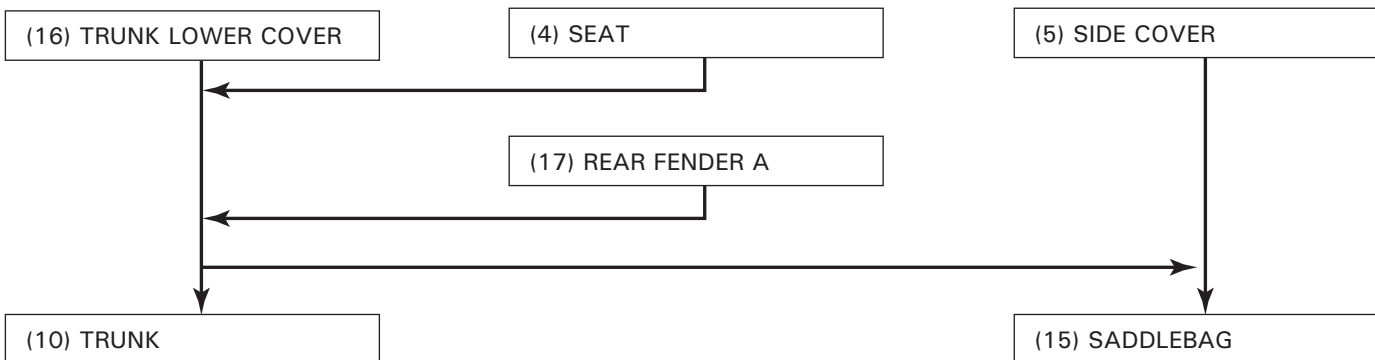 (16) TRUNK LOWER COVER
(4) SEAT
(5) SIDE COVER
(17) REAR FENDER A
(10) TRUNK
(15) SADDLEBAG